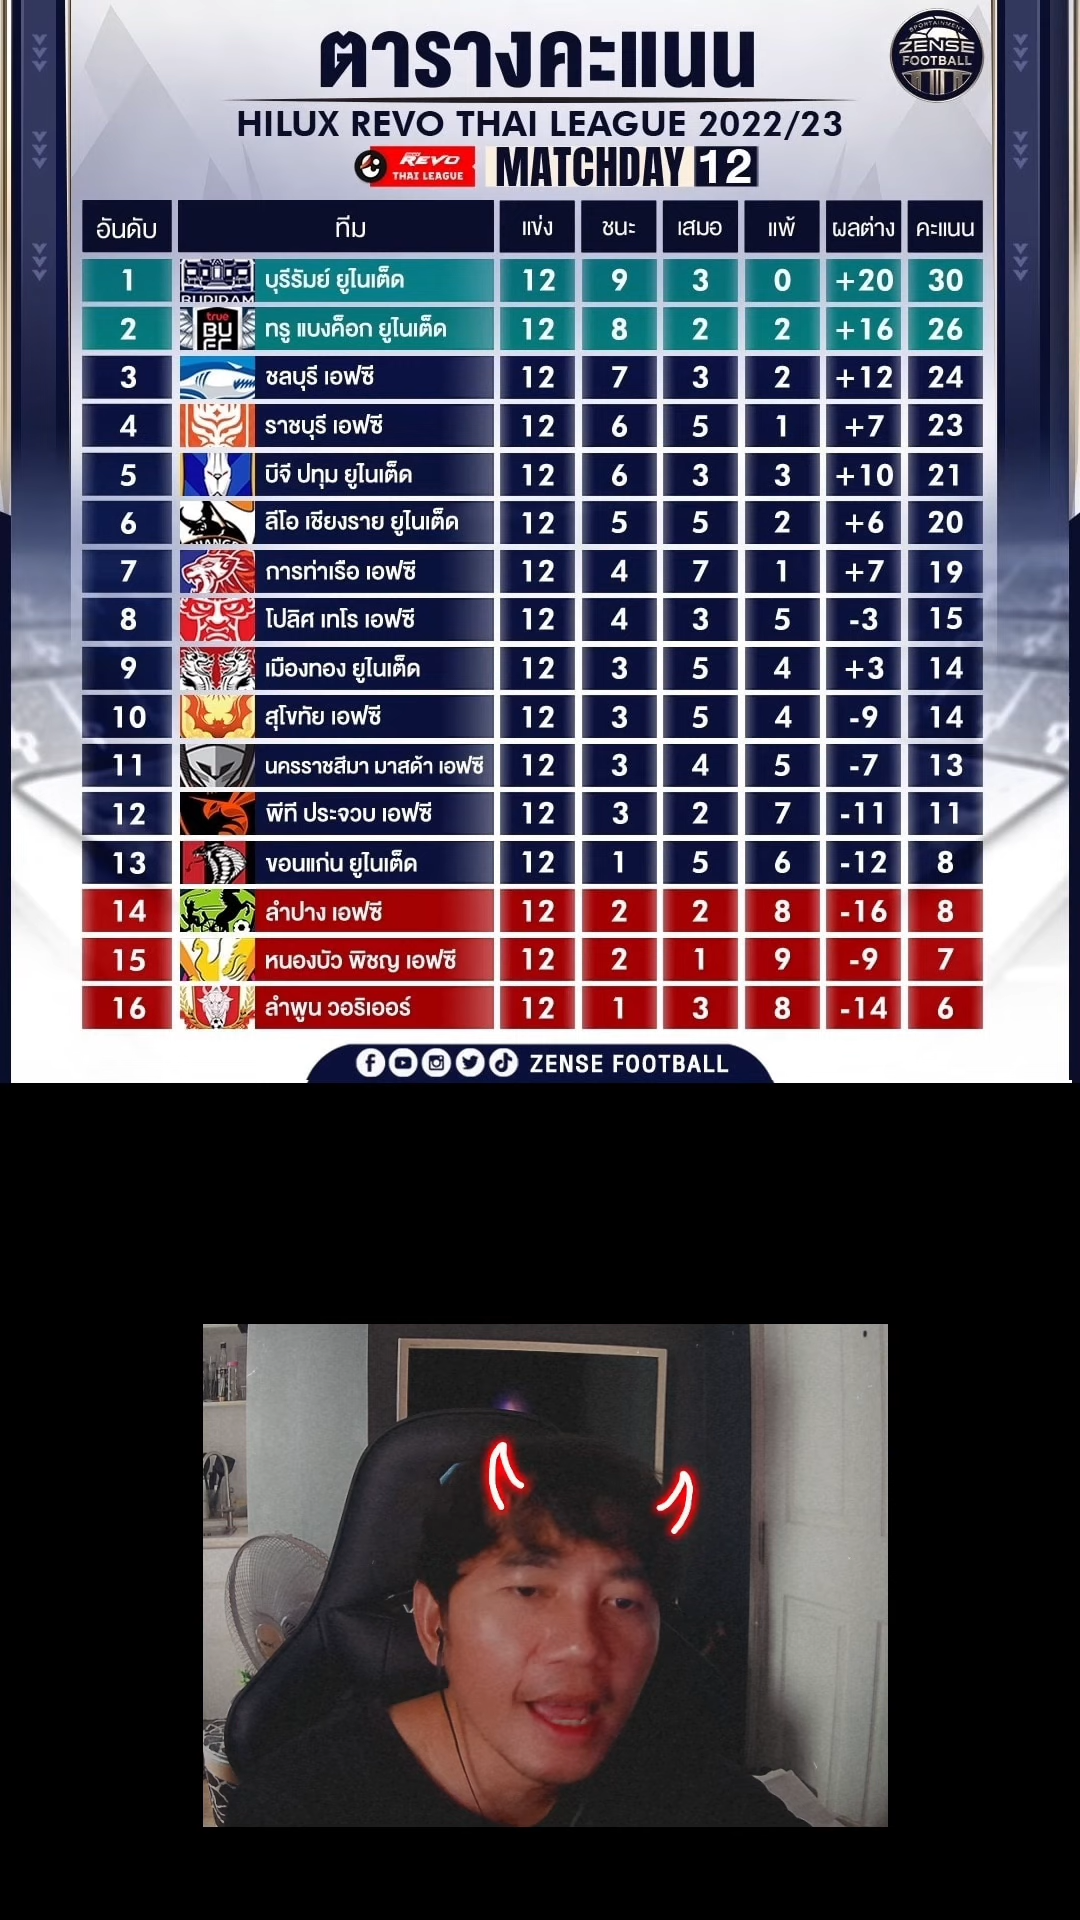 ตารางคะแนน
SPORTAINMENT
ZENSE
FOOTBALL
HILUX REVO THAI LEAGUE 2022/23
REVO
THAI LEAGUE
MATCHDAY 12
อันดับ ทีม แข่ง ชนะ เสมอ แพ้ ผลต่าง คะแนน
1 BURIRAM บุรีรัมย์ ยูไนเต็ด 12 9 3 0 +20 30
2 true BU FC ทรู แบงค็อก ยูไนเต็ด 12 8 2 2 +16 26
3 ชลบุรี เอฟซี 12 7 3 2 +12 24
4 ราชบุรี เอฟซี 12 6 5 1 +7 23
5 บีจี ปทุม ยูไนเต็ด 12 6 3 3 +10 21
6 ลีโอ เชียงราย ยูไนเต็ด 12 5 5 2 +6 20
7 การท่าเรือ เอฟซี 12 4 7 1 +7 19
8 โปลิศ เทโร เอฟซี 12 4 3 5 -3 15
9 เมืองทอง ยูไนเต็ด 12 3 5 4 +3 14
10 สุโขทัย เอฟซี 12 3 5 4 -9 14
11 นครราชสีมา มาสด้า เอฟซี 12 3 4 5 -7 13
12 พีที ประจวบ เอฟซี 12 3 2 7 -11 11
13 ขอนแก่น ยูไนเต็ด 12 1 5 6 -12 8
14 ลำปาง เอฟซี 12 2 2 8 -16 8
15 หนองบัว พิชญ เอฟซี 12 2 1 9 -9 7
16 ลำพูน วอริเออร์ 12 1 3 8 -14 6
ZENSE FOOTBALL